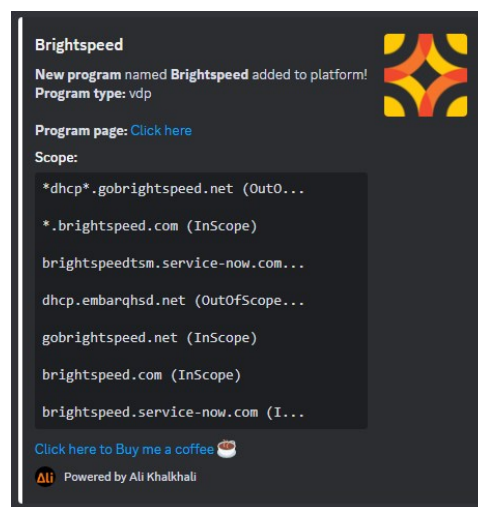 Brightspeed
New program named Brightspeed added to platform!
Program type: vdp
Program page: Click here
Scope:
*dhcp*.gobrightspeed.net (OutO...
*.brightspeed.com (InScope)
brightspeedtsm.service-now.com...
dhcp.embarqhsd.net (OutOfScope...
gobrightspeed.net (InScope)
brightspeed.com (InScope)
brightspeed.service-now.com (I...
Click here to Buy me a coffee☕
Ali Powered by Ali Khalkhali